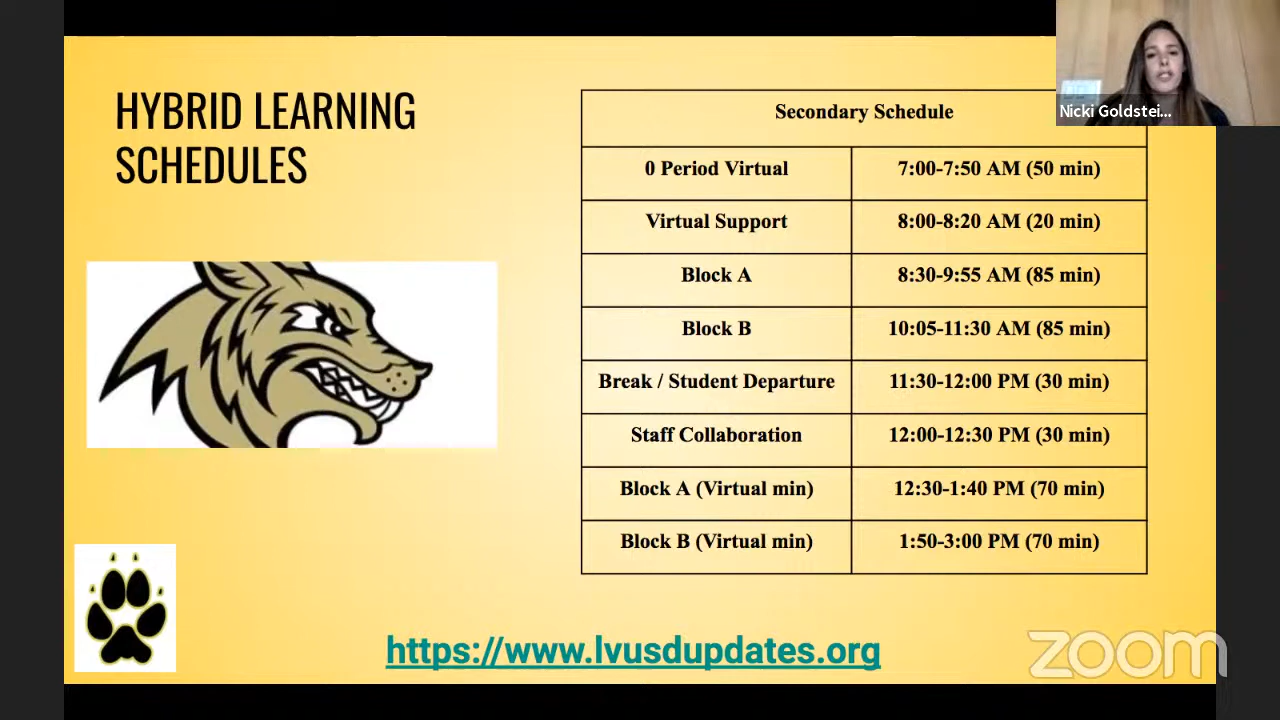 HYBRID LEARNING
SCHEDULES
Nicki Goldstei...
Secondary Schedule
0 Period Virtual 7:00-7:50 AM (50 min)
Virtual Support 8:00-8:20 AM (20 min)
Block A 8:30-9:55 AM (85 min)
Block B 10:05-11:30 AM (85 min)
Break / Student Departure 11:30-12:00 PM (30 min)
Staff Collaboration 12:00-12:30 PM (30 min)
Block A (Virtual min) 12:30-1:40 PM (70 min)
Block B (Virtual min) 1:50-3:00 PM (70 min)
https://www.lvusdupdates.org
zoom